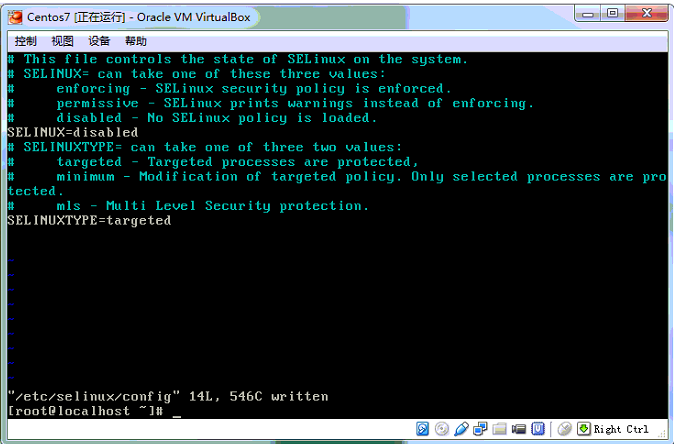 Centos7 [正在运行] - Oracle VM VirtualBox
控制 视图 设备 帮助
# This file controls the state of SELinux on the system.
# SELINUX= can take one of these three values:
#     enforcing - SELinux security policy is enforced.
#     permissive - SELinux prints warnings instead of enforcing.
#     disabled - No SELinux policy is loaded.
SELINUX=disabled
# SELINUXTYPE= can take one of three two values:
#     targeted - Targeted processes are protected,
#     minimum - Modification of targeted policy. Only selected processes are pro
tected.
#     mls - Multi Level Security protection.
SELINUXTYPE=targeted
~
~
~
~
~
~
~
~
~
"/etc/selinux/config" 14L, 546C written
[root@localhost ~]# _
Right Ctrl